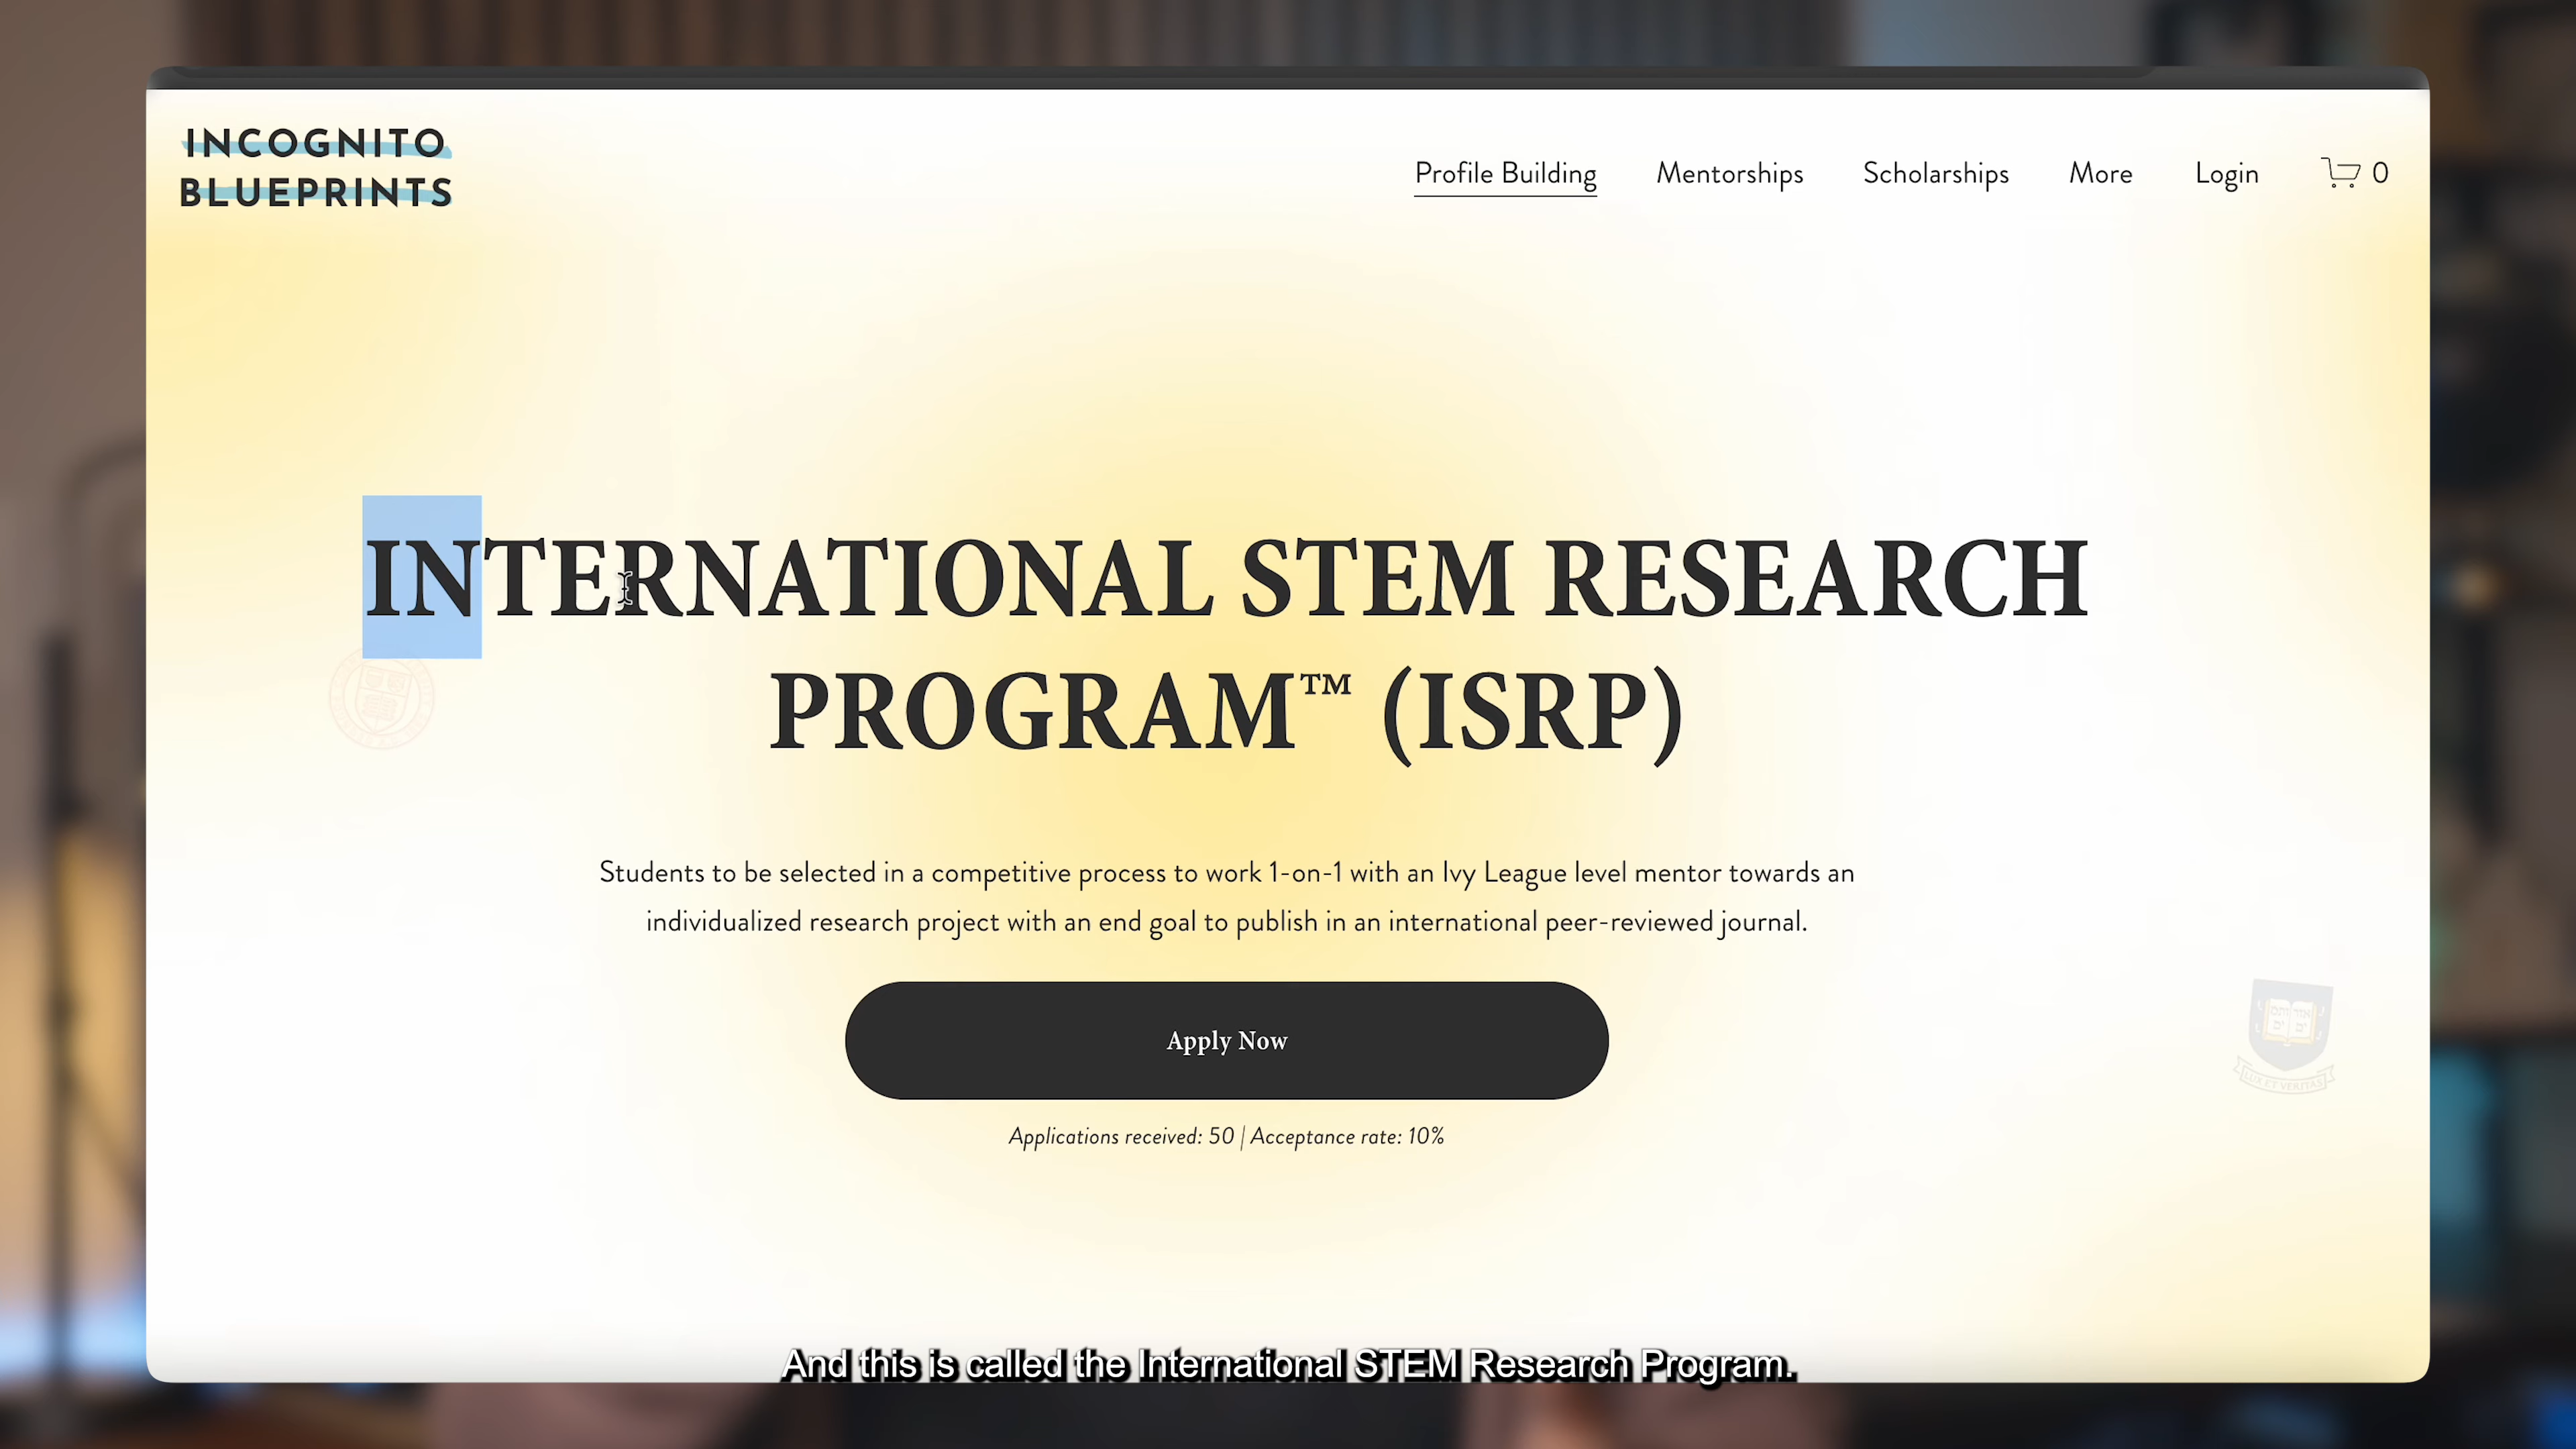 INCOGNITO
BLUEPRINTS
Profile Building
Mentorships
Scholarships
More
Login
0
INTERNATIONAL STEM RESEARCH
PROGRAM™ (ISRP)
Students to be selected in a competitive process to work 1-on-1 with an Ivy League level mentor towards an
individualized research project with an end goal to publish in an international peer-reviewed journal.
Apply Now
Applications received: 50 | Acceptance rate: 10%
LUX ET VERITAS
And this is called the International STEM Research Program.